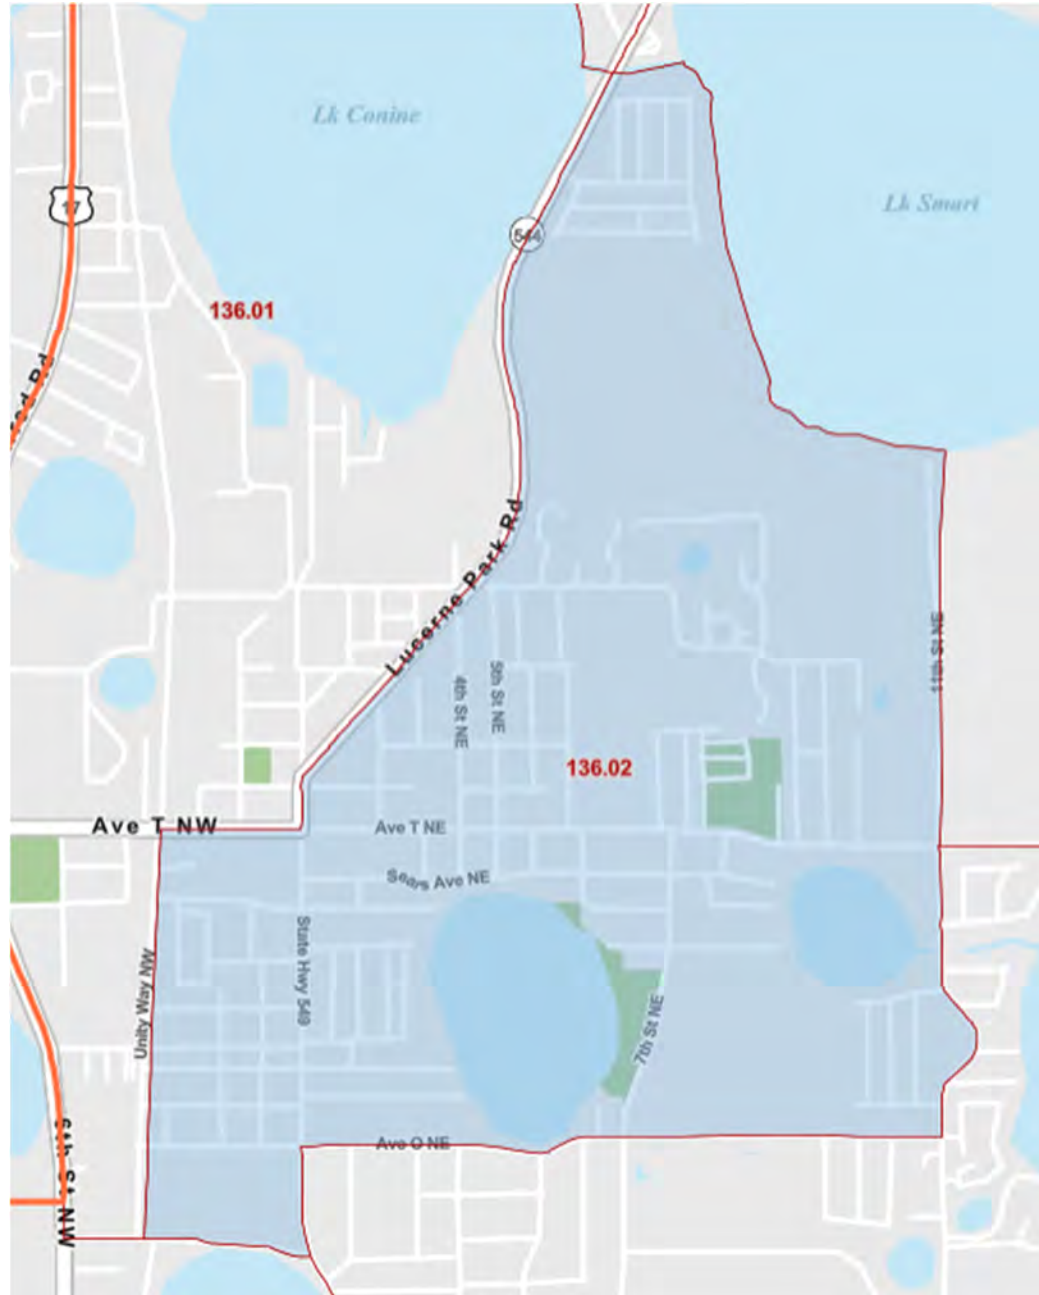 Lk Conine
Lk Smart
17
544
136.01
Lucerne Park Rd
11th St NE
4th St NE
5th St NE
136.02
Ave T NW
Ave T NE
Sears Ave NE
State Hwy 549
Unity Way NW
7th St NE
Ave O NE
6th St NW